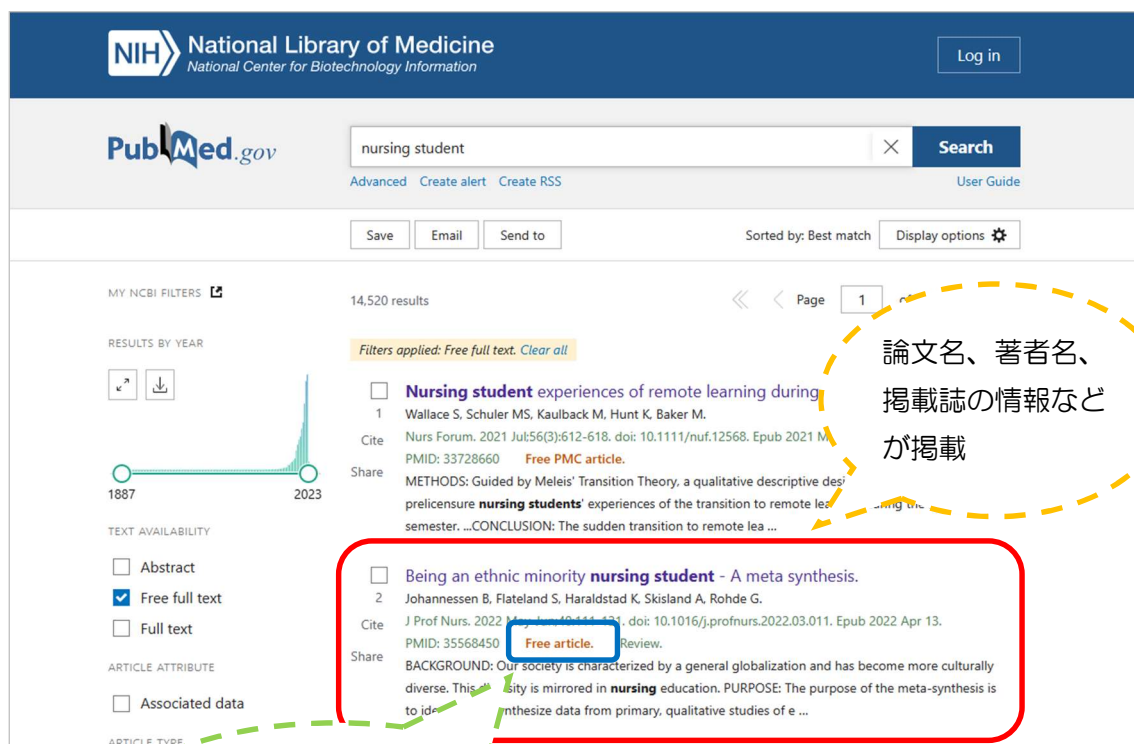 NIH National Library of Medicine
National Center for Biotechnology Information
Log in
PubMed.gov
nursing student
Search
Advanced Create alert Create RSS
User Guide
Save Email Send to
Sorted by: Best match Display options
MY NCBI FILTERS
14,520 results
Page 1
RESULTS BY YEAR
Filters applied: Free full text. Clear all
論文名、著者名、
掲載誌の情報など
が掲載
Nursing student experiences of remote learning during
1
Wallace S, Schuler MS, Kaulback M, Hunt K, Baker M.
Cite
Nurs Forum. 2021 Jul;56(3):612-618. doi: 10.1111/nuf.12568. Epub 2021
PMID: 33728660 Free PMC article.
Share
METHODS: Guided by Meleis' Transition Theory, a qualitative descriptive
prelicensure nursing students' experiences of the transition to remote
semester. ...CONCLUSION: The sudden transition to remote lea ...
1887 2023
TEXT AVAILABILITY
Abstract
Free full text
Full text
ARTICLE ATTRIBUTE
Associated data
ARTICLE TYPE
Being an ethnic minority nursing student - A meta synthesis.
2
Johannessen B, Flateland S, Haraldstad K, Skisland A, Rohde G.
Cite
J Prof Nurs. 2022 doi: 10.1016/j.profnurs.2022.03.011. Epub 2022 Apr 13.
PMID: 35568450 Free article. Review.
Share
BACKGROUND: Our society is characterized by a general globalization and has become more culturally
diverse. This is mirrored in nursing education. PURPOSE: The purpose of the meta-synthesis is
to data from primary, qualitative studies of e ...